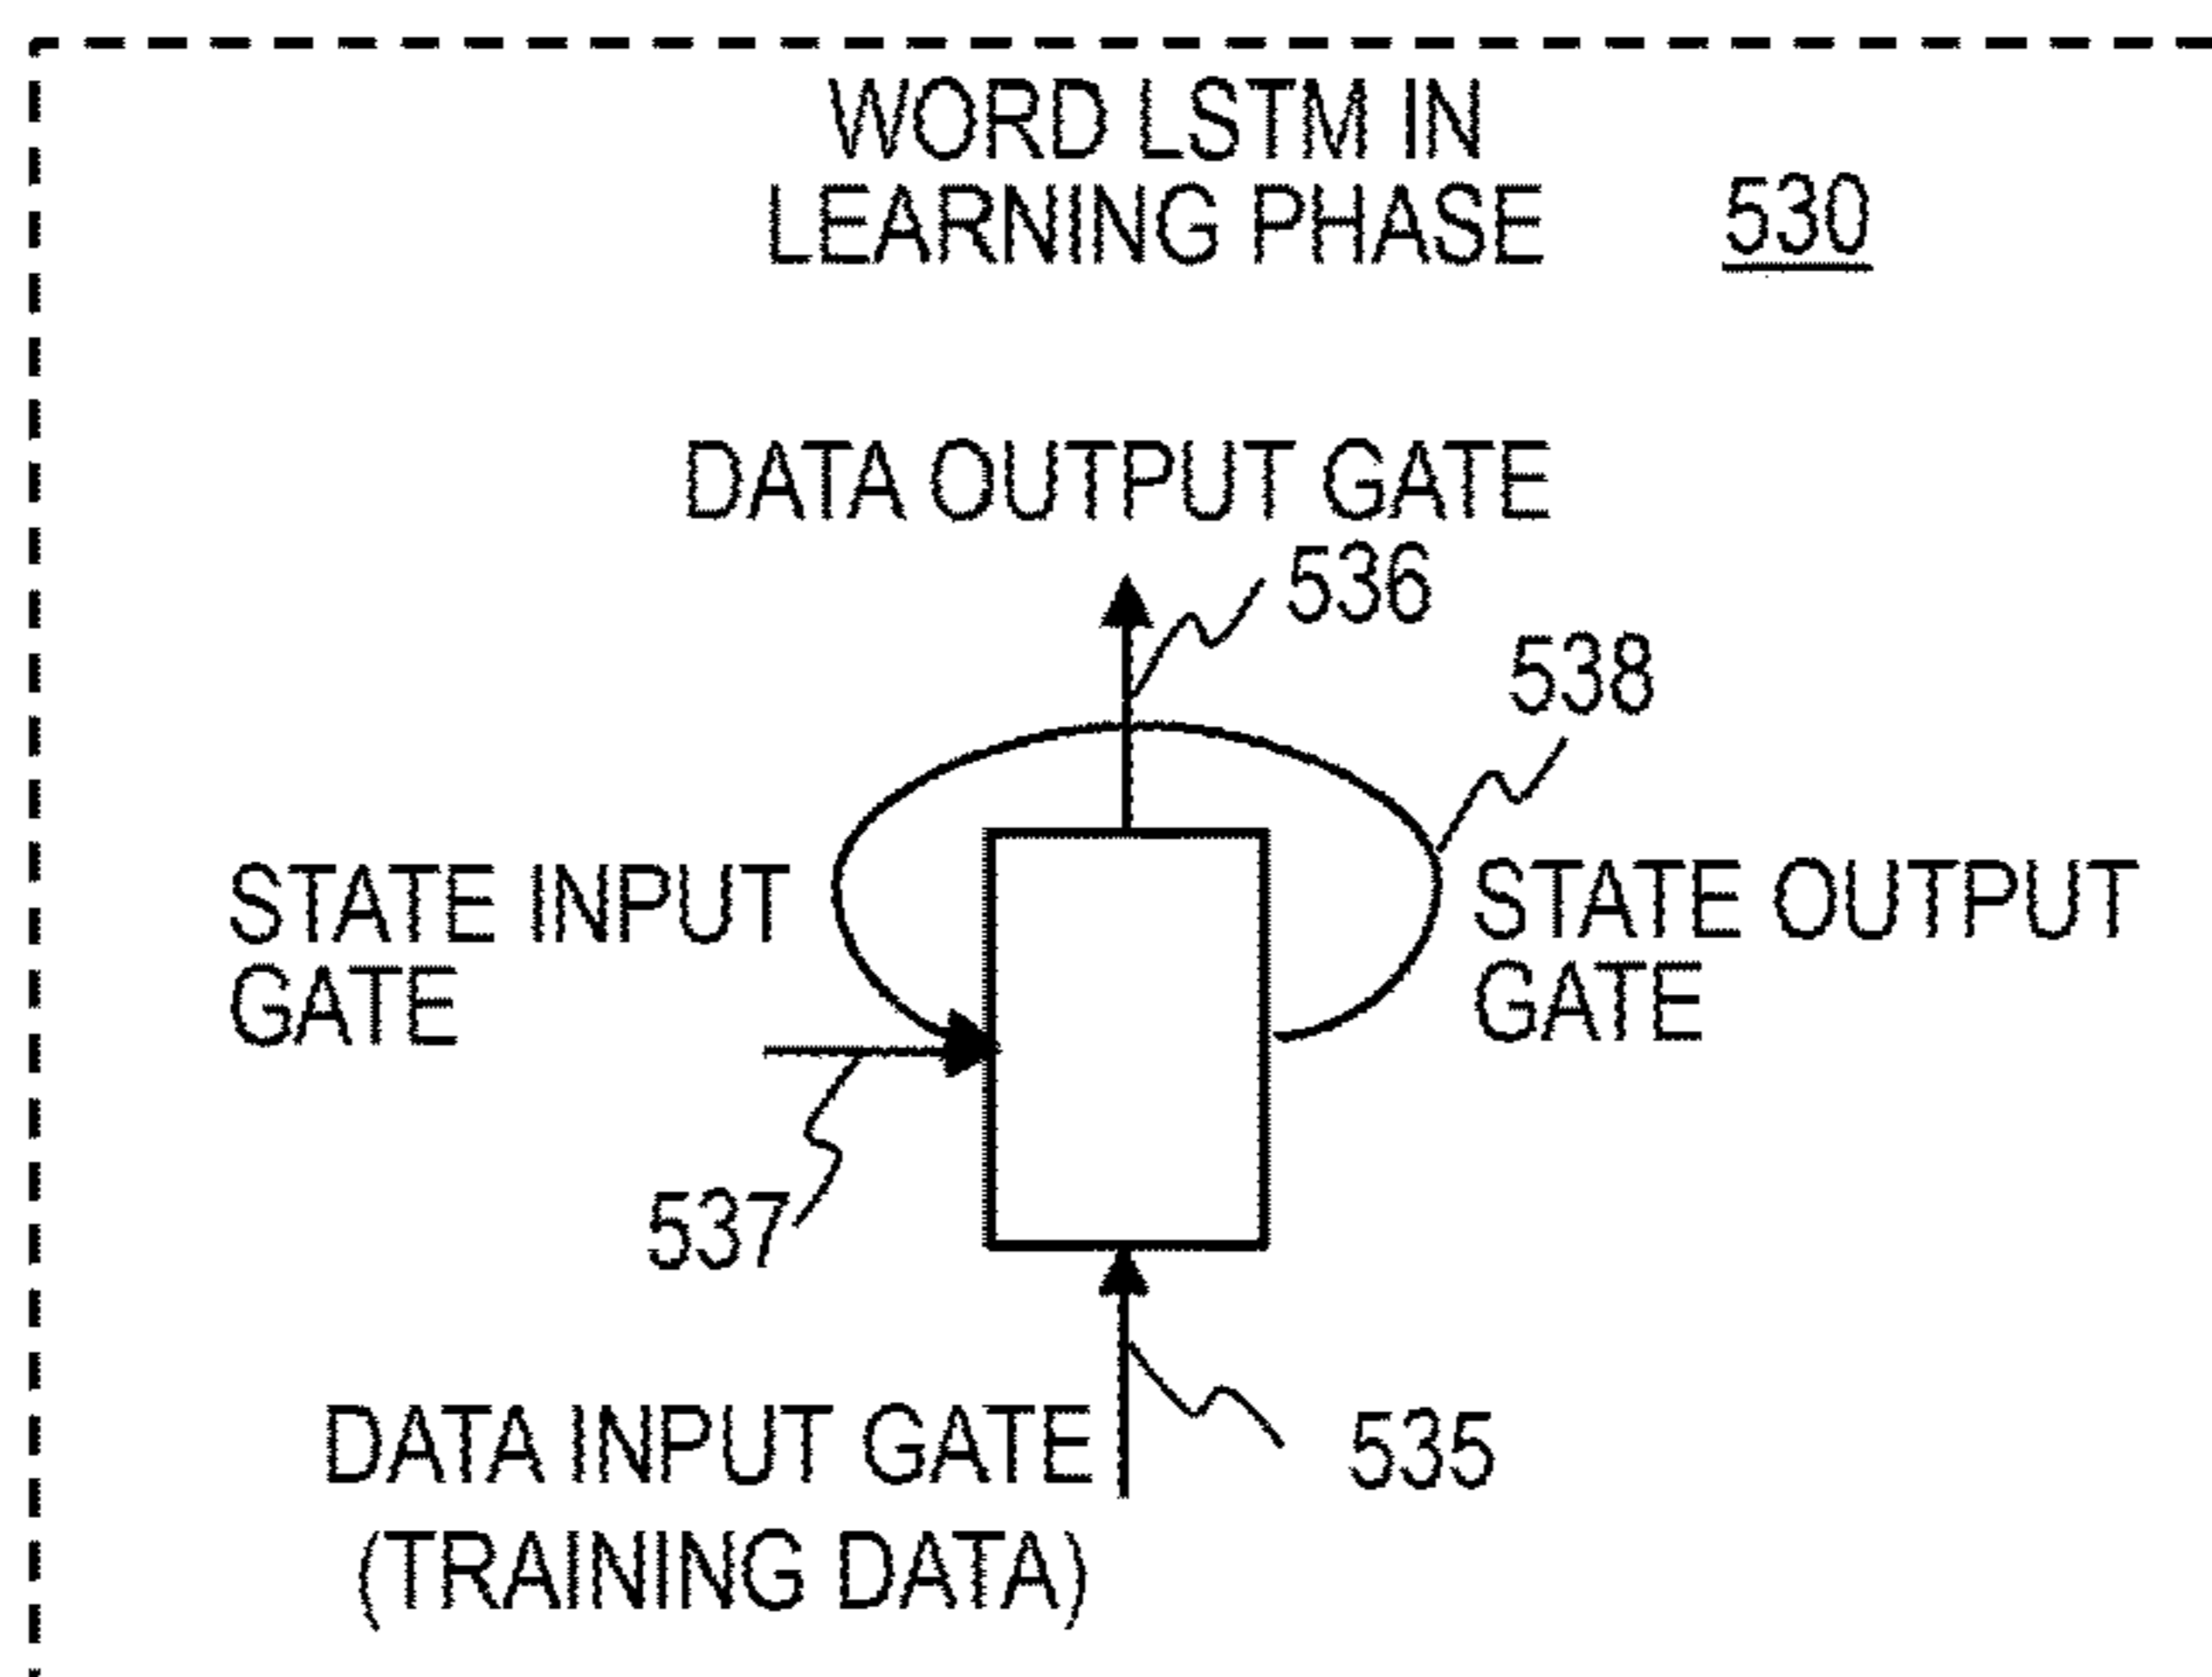 WORD LSTM IN
LEARNING PHASE
530
DATA OUTPUT GATE
536
538
STATE INPUT
GATE
STATE OUTPUT
GATE
537
DATA INPUT GATE
535
(TRAINING DATA)